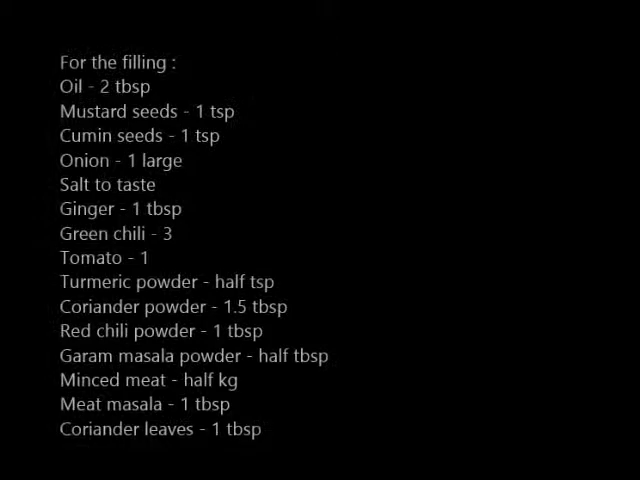 For the filling :
Oil - 2 tbsp
Mustard seeds - 1 tsp
Cumin seeds - 1 tsp
Onion - 1 large
Salt to taste
Ginger - 1 tbsp
Green chili - 3
Tomato - 1
Turmeric powder - half tsp
Coriander powder - 1.5 tbsp
Red chili powder - 1 tbsp
Garam masala powder - half tbsp
Minced meat - half kg
Meat masala - 1 tbsp
Coriander leaves - 1 tbsp